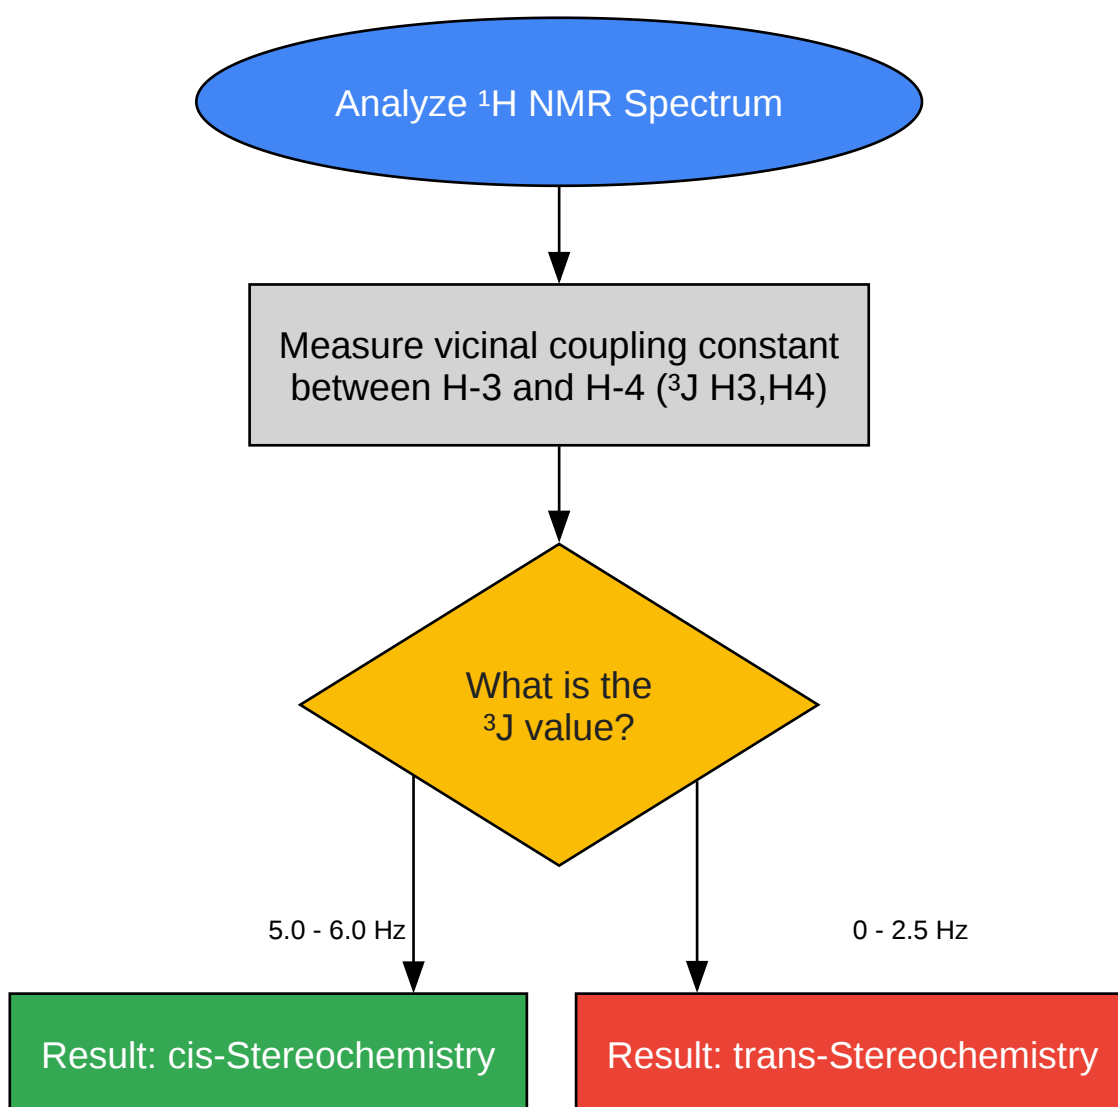 Analyze ¹H NMR Spectrum
Measure vicinal coupling constant
between H-3 and H-4 (³J H3,H4)
What is the
³J value?
5.0 - 6.0 Hz
0 - 2.5 Hz
Result: cis-Stereochemistry
Result: trans-Stereochemistry